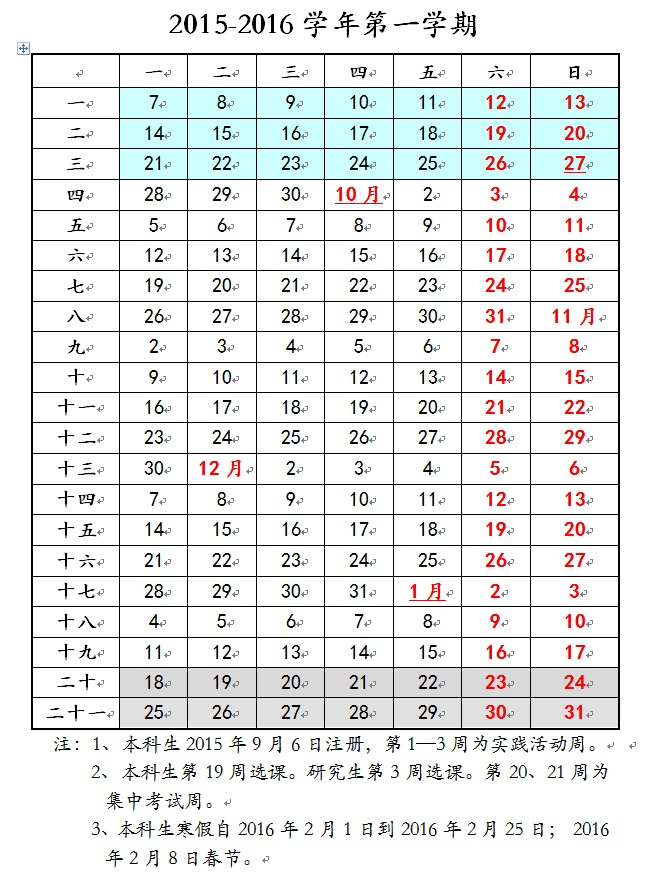 2015-2016 学年第一学期
一 二 三 四 五 六 日
一 7 8 9 10 11 12 13
二 14 15 16 17 18 19 20
三 21 22 23 24 25 26 27
四 28 29 30 10 月 2 3 4
五 5 6 7 8 9 10 11
六 12 13 14 15 16 17 18
七 19 20 21 22 23 24 25
八 26 27 28 29 30 31 11 月
九 2 3 4 5 6 7 8
十 9 10 11 12 13 14 15
十一 16 17 18 19 20 21 22
十二 23 24 25 26 27 28 29
十三 30 12 月 2 3 4 5 6
十四 7 8 9 10 11 12 13
十五 14 15 16 17 18 19 20
十六 21 22 23 24 25 26 27
十七 28 29 30 31 1 月 2 3
十八 4 5 6 7 8 9 10
十九 11 12 13 14 15 16 17
二十 18 19 20 21 22 23 24
二十一 25 26 27 28 29 30 31
注：1、本科生 2015 年 9 月 6 日注册，第 1—3 周为实践活动周。
2、本科生第 19 周选课。研究生第 3 周选课。第 20、21 周为
集中考试周。
3、本科生寒假自 2016 年 2 月 1 日到 2016 年 2 月 25 日； 2016
年 2 月 8 日春节。